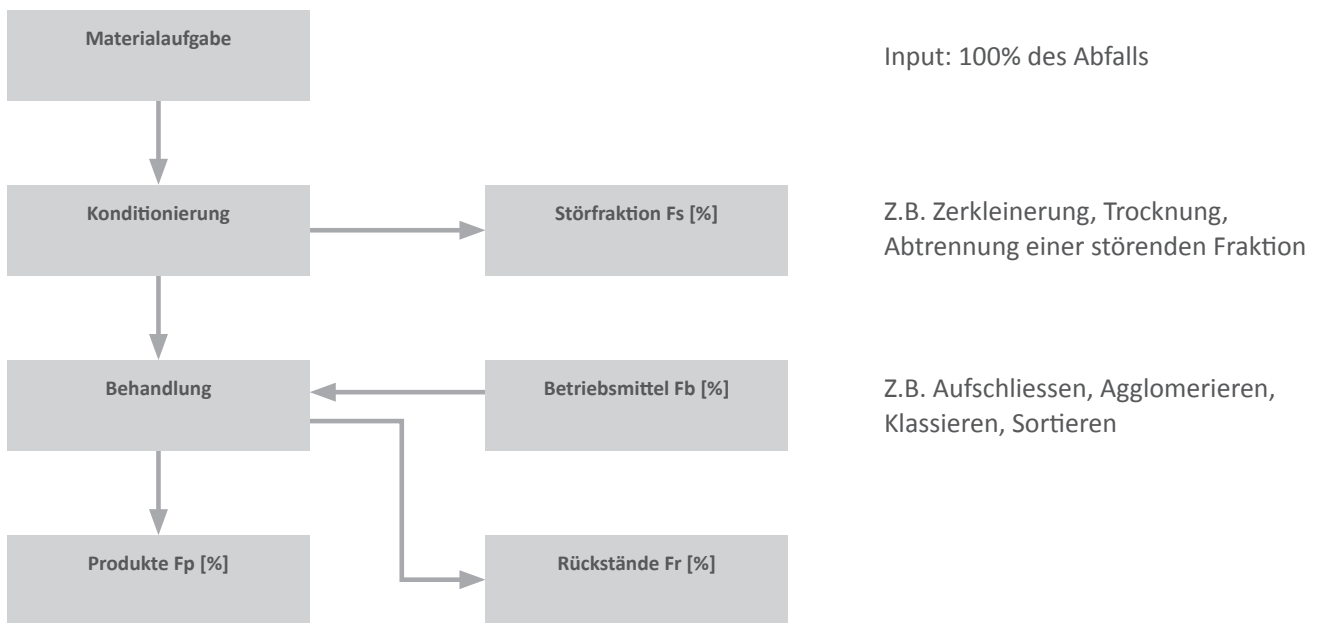 Materialaufgabe
Input: 100% des Abfalls
Konditionierung
Störfraktion Fs [%]
Z.B. Zerkleinerung, Trocknung,
Abtrennung einer störenden Fraktion
Behandlung
Betriebsmittel Fb [%]
Z.B. Aufschliessen, Agglomerieren,
Klassieren, Sortieren
Produkte Fp [%]
Rückstände Fr [%]